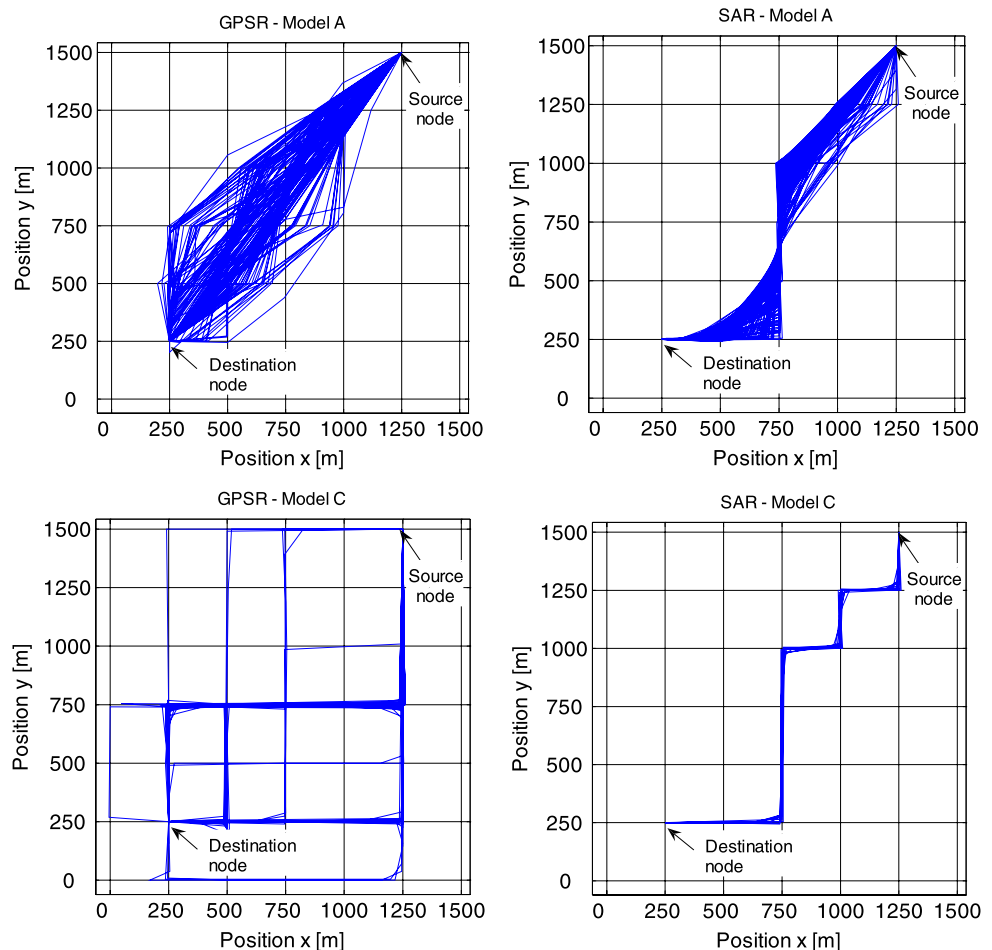 GPSR - Model A
1500
1250
1000
750
500
250
0
Position y [m]
Source
node
Destination
node
0 250 500 750 1000 1250 1500
Position x [m]
SAR - Model A
1500
1250
1000
750
500
250
0
Position y [m]
Source
node
Destination
node
0 250 500 750 1000 1250 1500
Position x [m]
GPSR - Model C
1500
1250
1000
750
500
250
0
Position y [m]
Source
node
Destination
node
0 250 500 750 1000 1250 1500
Position x [m]
SAR - Model C
1500
1250
1000
750
500
250
0
Position y [m]
Source
node
Destination
node
0 250 500 750 1000 1250 1500
Position x [m]